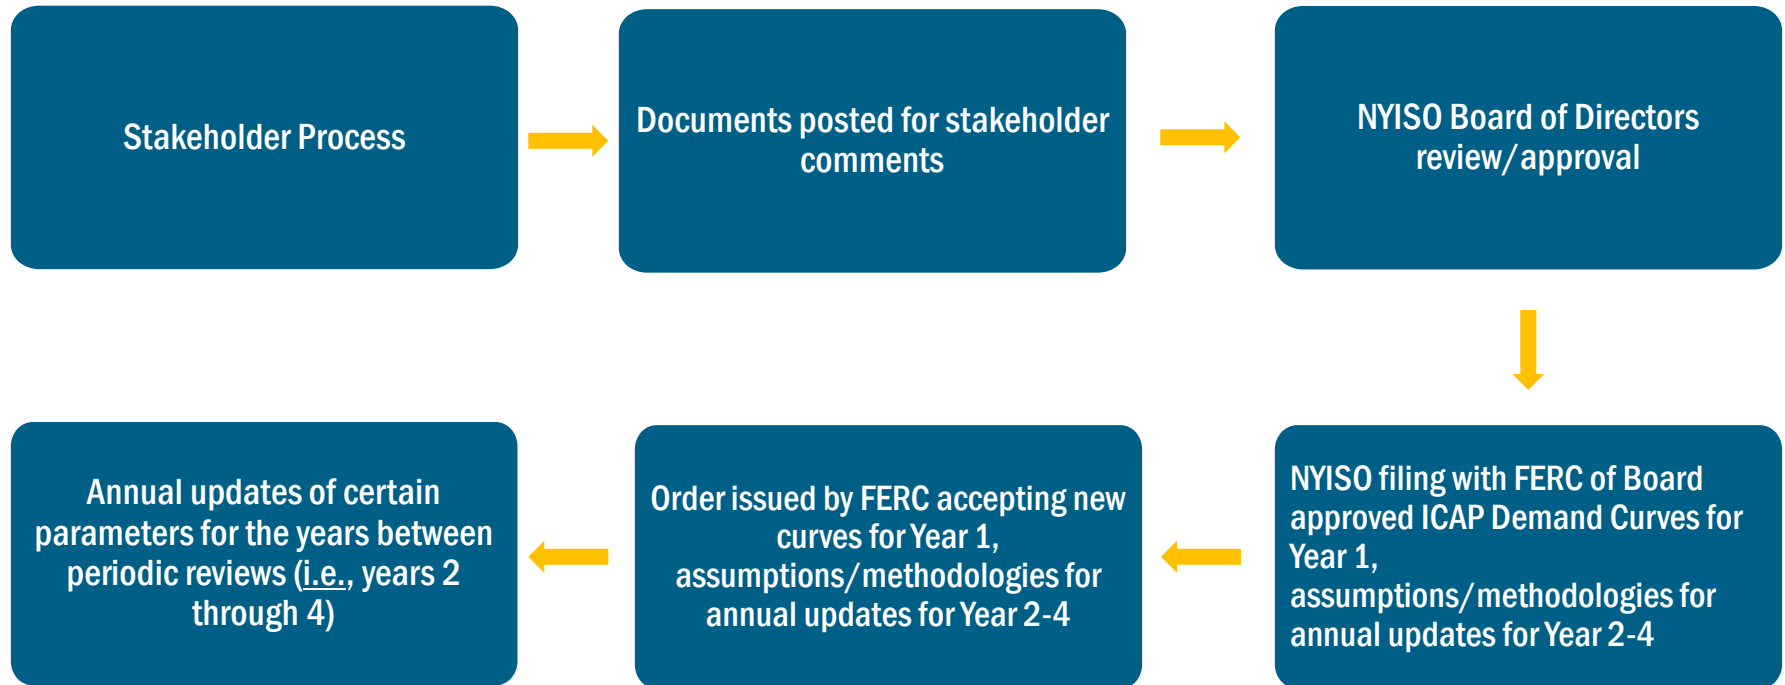 Stakeholder Process
Documents posted for stakeholder
comments
NYISO Board of Directors
review/approval
NYISO filing with FERC of Board
approved ICAP Demand Curves for
Year 1,
assumptions/methodologies for
annual updates for Year 2-4
Order issued by FERC accepting new
curves for Year 1,
assumptions/methodologies for
annual updates for Year 2-4
Annual updates of certain
parameters for the years between
periodic reviews (i.e., years 2
through 4)